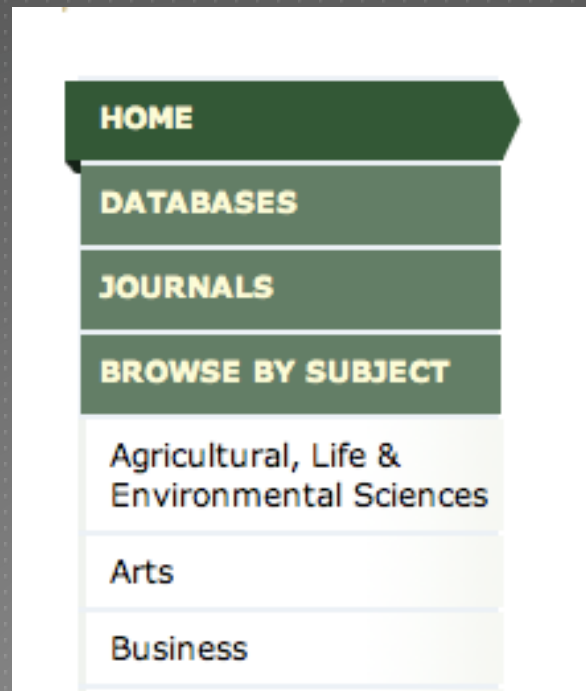 HOME
DATABASES
JOURNALS
BROWSE BY SUBJECT
Agricultural, Life &
Environmental Sciences
Arts
Business